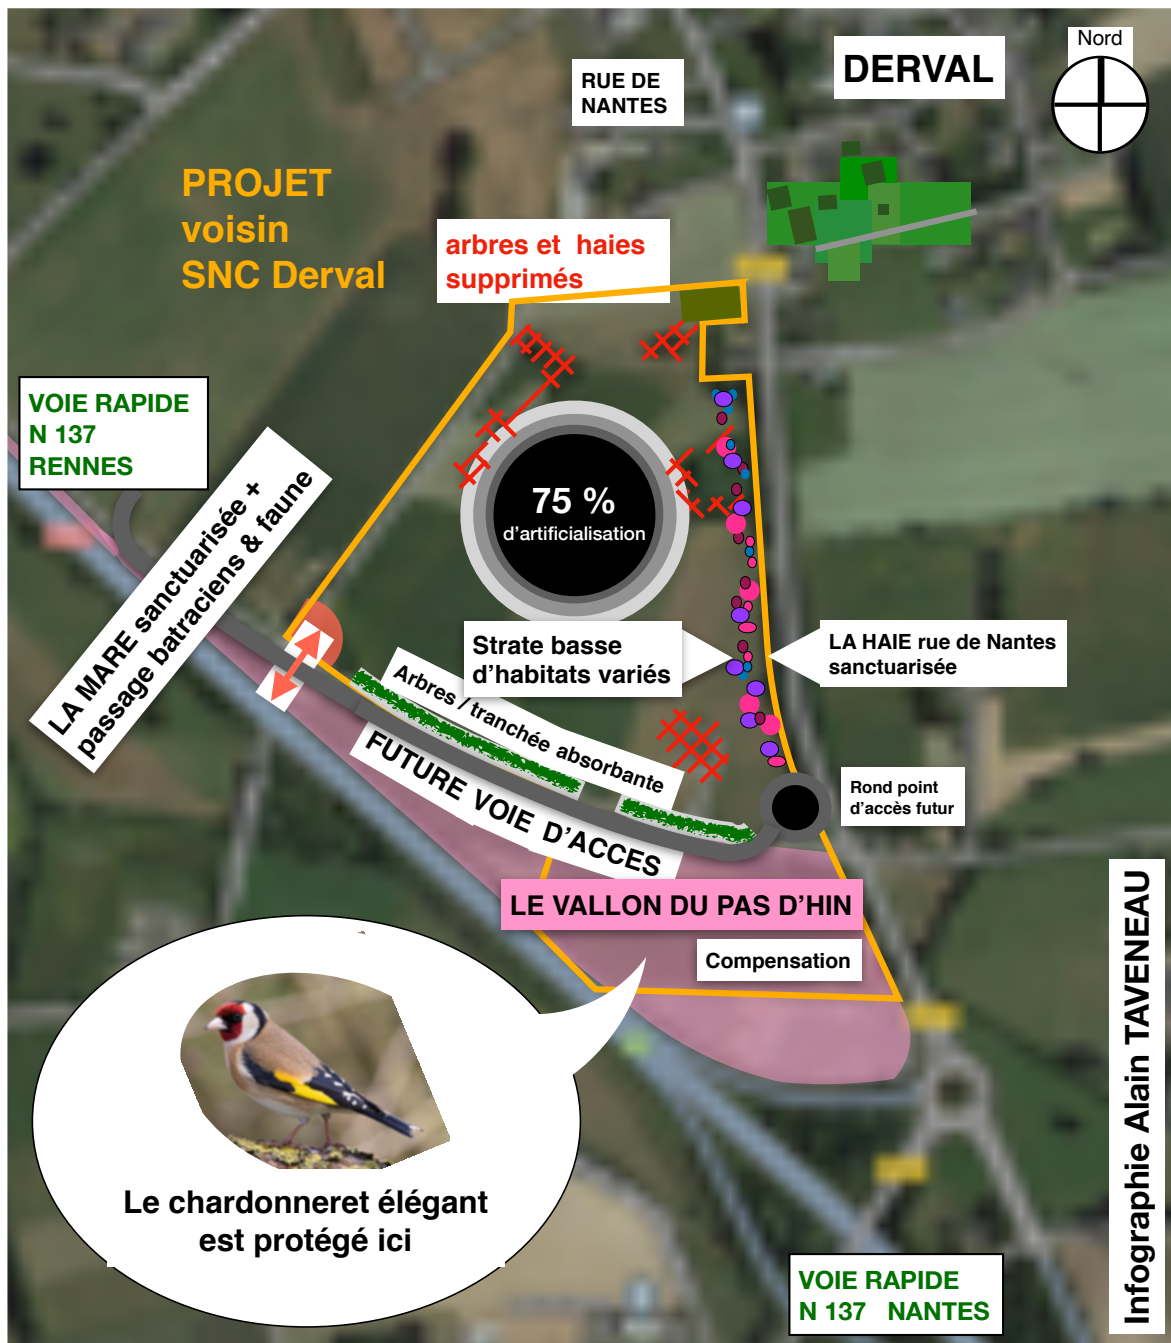 Nord
DERVAL
RUE DE
NANTES
PROJET
voisin
SNC Derval
arbres et haies
supprimés
VOIE RAPIDE
N 137
RENNES
LA MARE sanctuarisée +
passage batraciens & faune
75 %
d'artificialisation
Strate basse
d'habitats variés
LA HAIE rue de Nantes
sanctuarisée
Arbres / tranchée absorbante
FUTURE VOIE D'ACCES
Rond point
d'accès futur
LE VALLON DU PAS D'HIN
Compensation
Le chardonneret élégant
est protégé ici
VOIE RAPIDE
N 137 NANTES
Infographie Alain TAVENEAU